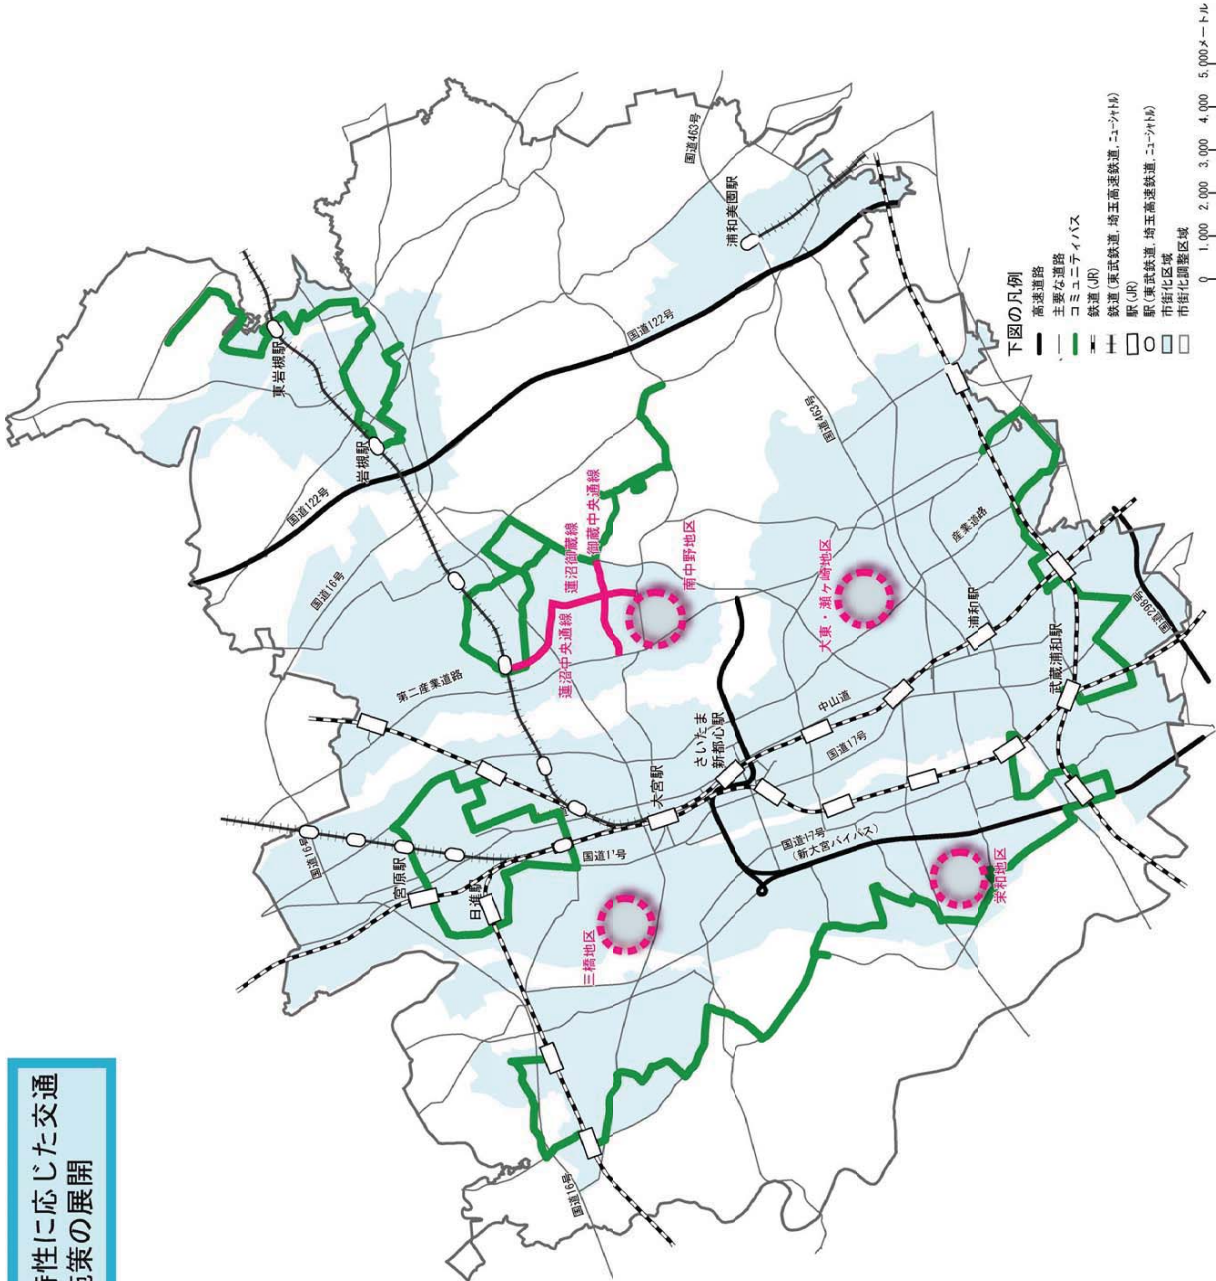 特性に応じた交通
施策の展開
東岩槻駅
岩槻駅
国道122号
国道16号
国道463号
浦和美園駅
国道122号
蓮沼御蔵線
御蔵中央通線
蓮沼中央通線
南中野地区
第二産業道路
国道463号
大東・瀬ヶ崎地区
産業道路
浦和駅
武蔵浦和駅
国道298号
中山道
国道17号
さいたま
新都心駅
大宮駅
国道17号
(新大宮バイパス)
国道17号
国道16号
宮原駅
日進駅
三橋地区
栄和地区
国道16号
下図の凡例
高速道路
主要な道路
コミュニティバス
鉄道(JR)
鉄道(東武鉄道, 埼玉高速鉄道, ニューシャトル)
駅(JR)
駅(東武鉄道, 埼玉高速鉄道, ニューシャトル)
市街化区域
市街化調整区域
0 1,000 2,000 3,000 4,000 5,000メートル